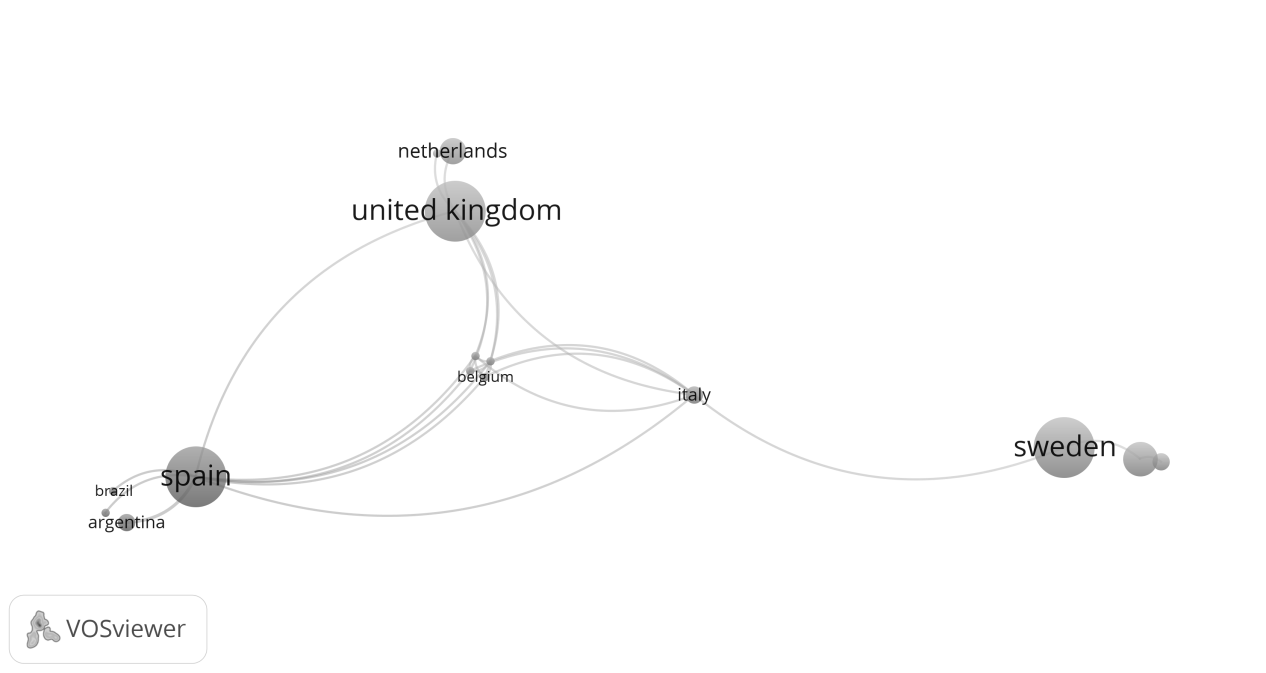 netherlands
united kingdom
belgium
italy
sweden
spain
brazil
argentina
VOSviewer